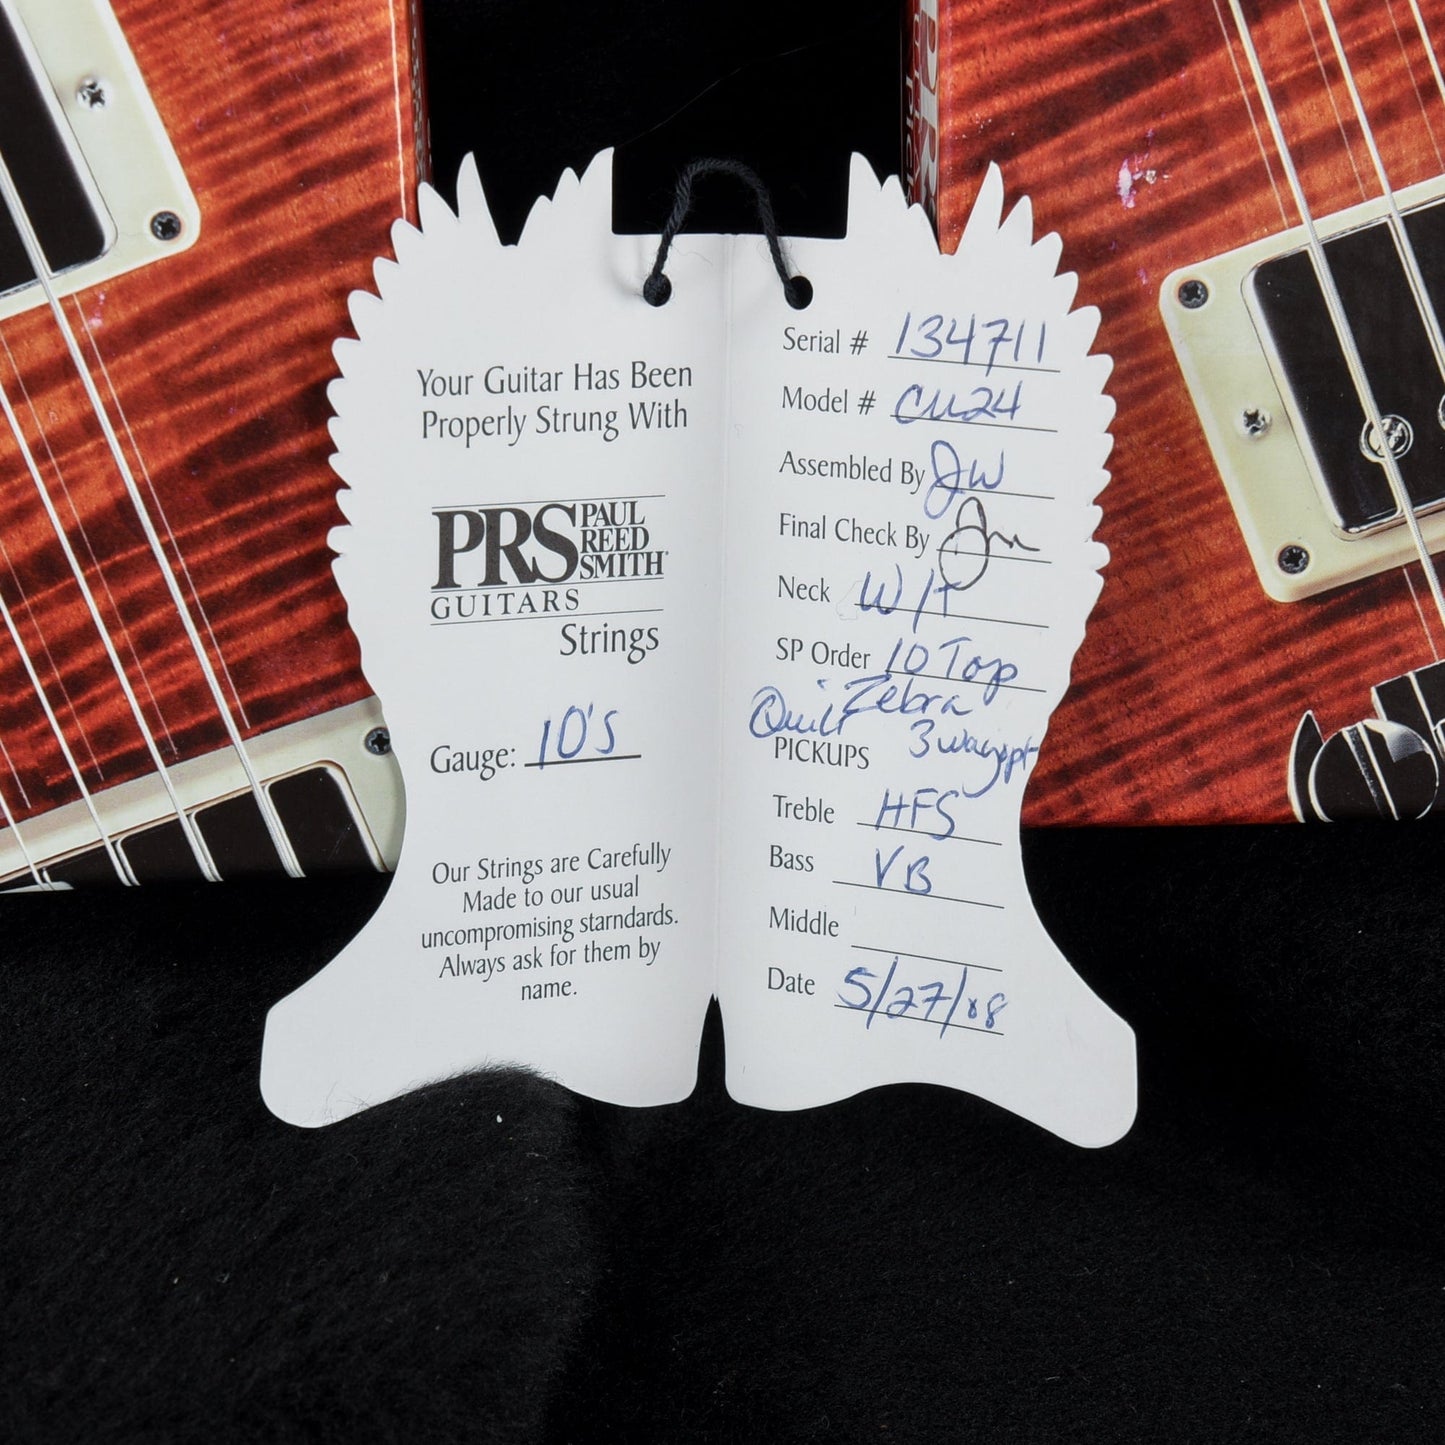 Your Guitar Has Been
Properly Strung With
PRS PAUL
REED
SMITH
GUITARS
Strings
Gauge: 10's
Our Strings are Carefully
Made to our usual
uncompromising starndards.
Always ask for them by
name.
Serial # 134711
Model # CU24
Assembled By JW
Final Check By
Neck W/T
SP Order 10 Top
Quilt Zebra
PICKUPS 3 way
Treble HFS
Bass VB
Middle
Date 5/27/08